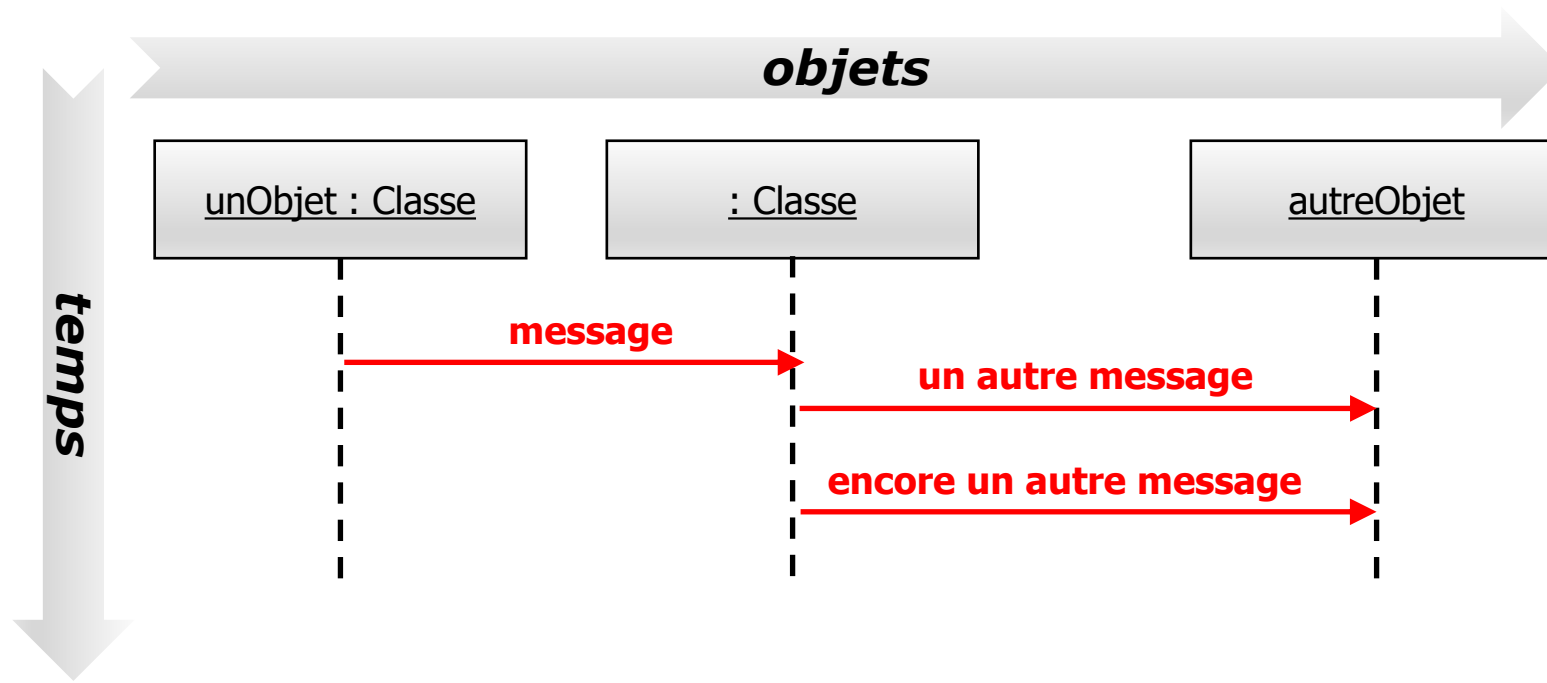 objets
unObjet : Classe
: Classe
autreObjet
temps
message
un autre message
encore un autre message